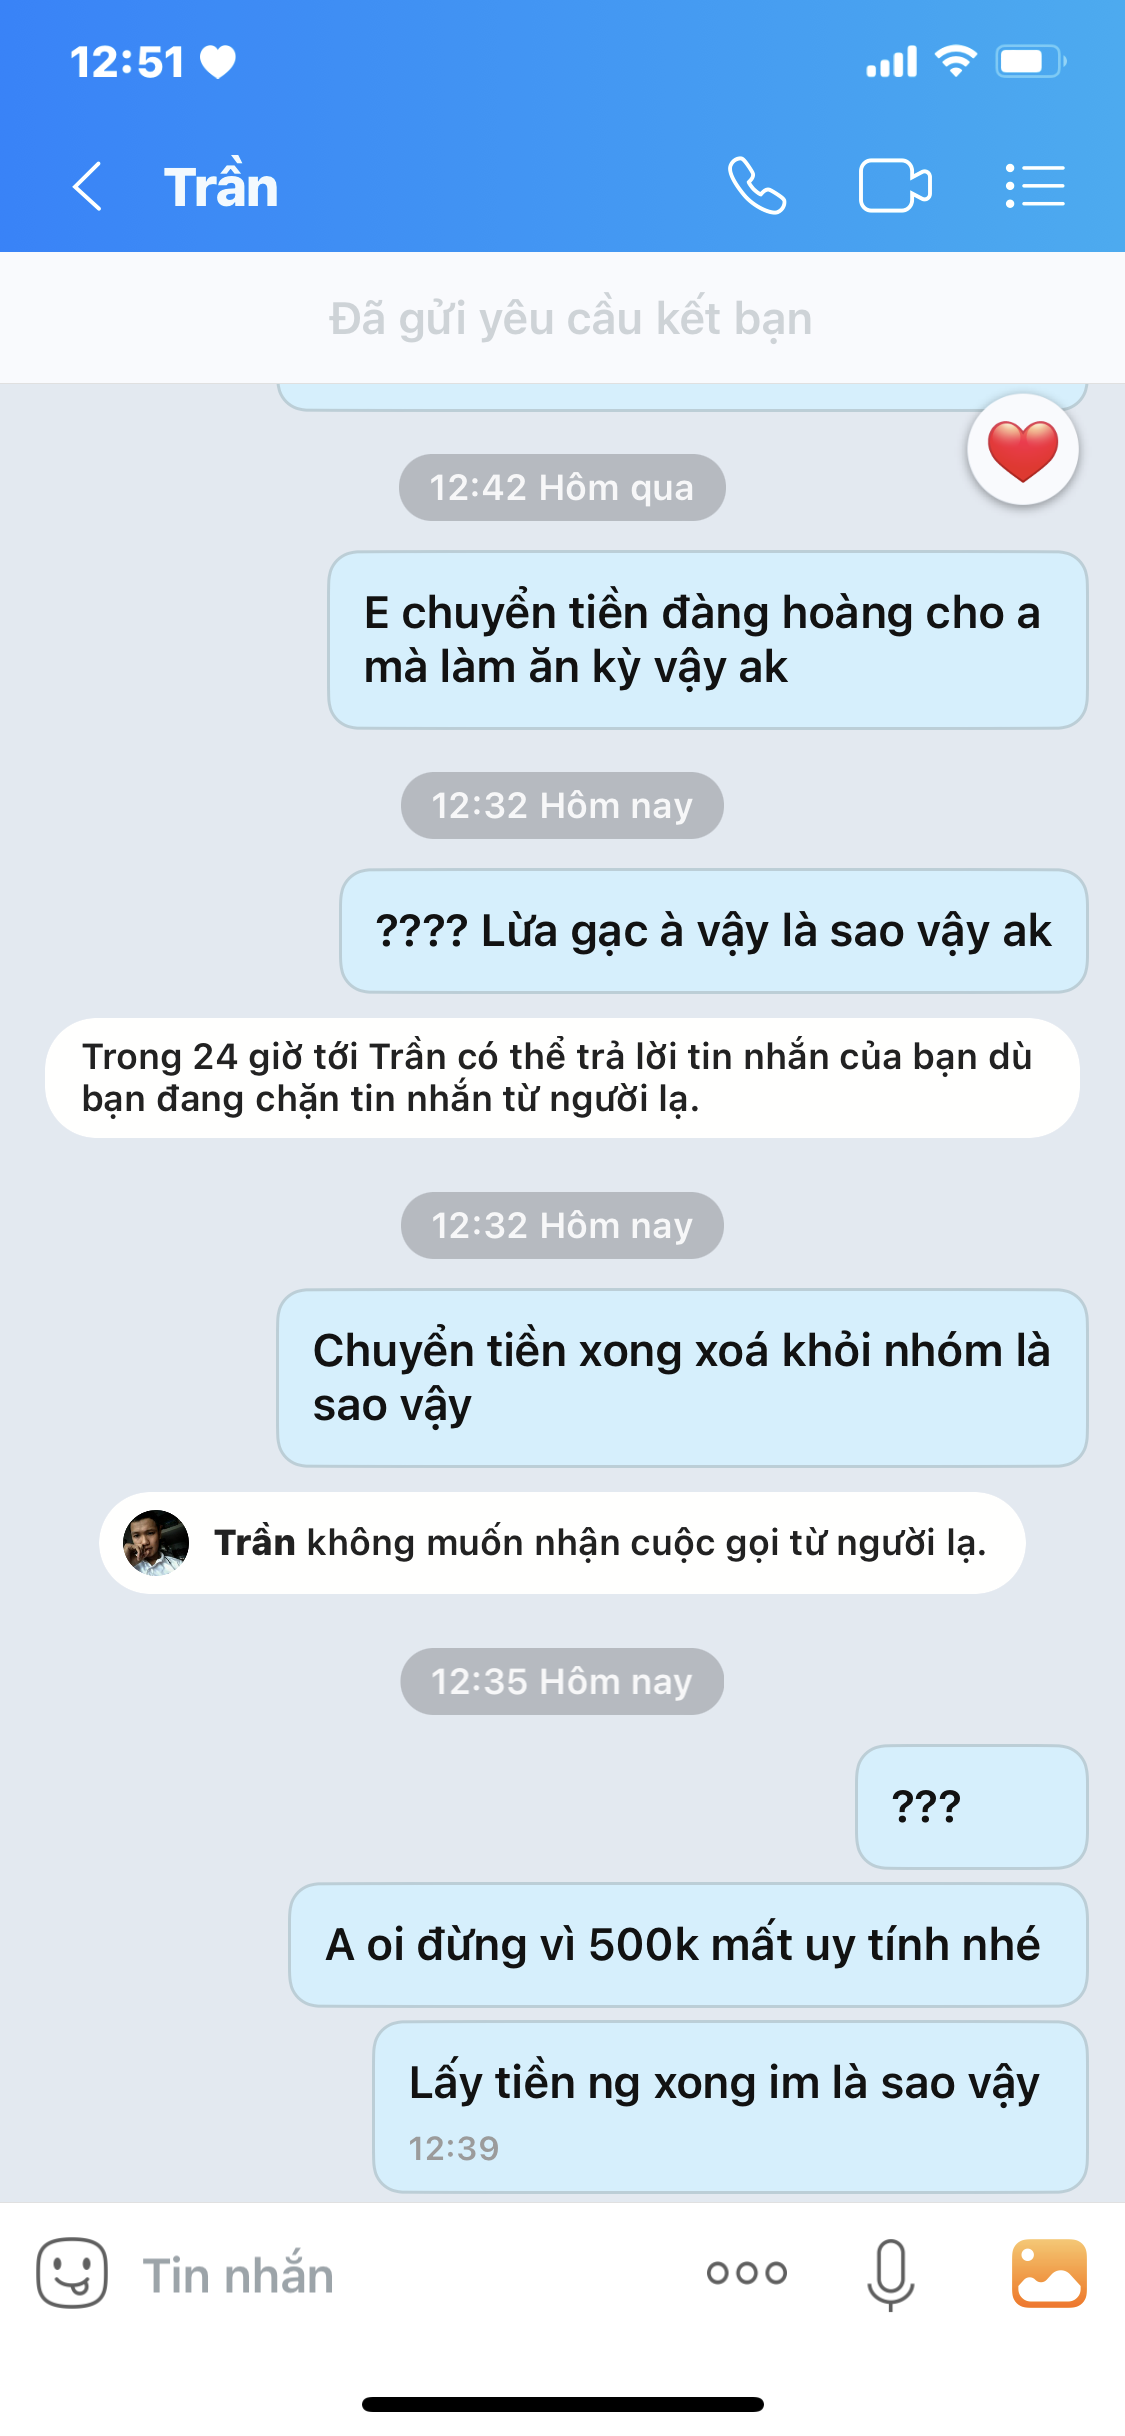 12:51
Trần
Đã gửi yêu cầu kết bạn
12:42 Hôm qua
E chuyển tiền đàng hoàng cho a
mà làm ăn kỳ vậy ak
12:32 Hôm nay
???? Lừa gạc à vậy là sao vậy ak
Trong 24 giờ tới Trần có thể trả lời tin nhắn của bạn dù
bạn đang chặn tin nhắn từ người lạ.
12:32 Hôm nay
Chuyển tiền xong xoá khỏi nhóm là
sao vậy
Trần không muốn nhận cuộc gọi từ người lạ.
12:35 Hôm nay
???
A oi đừng vì 500k mất uy tính nhé
Lấy tiền ng xong im là sao vậy
12:39
Tin nhắn